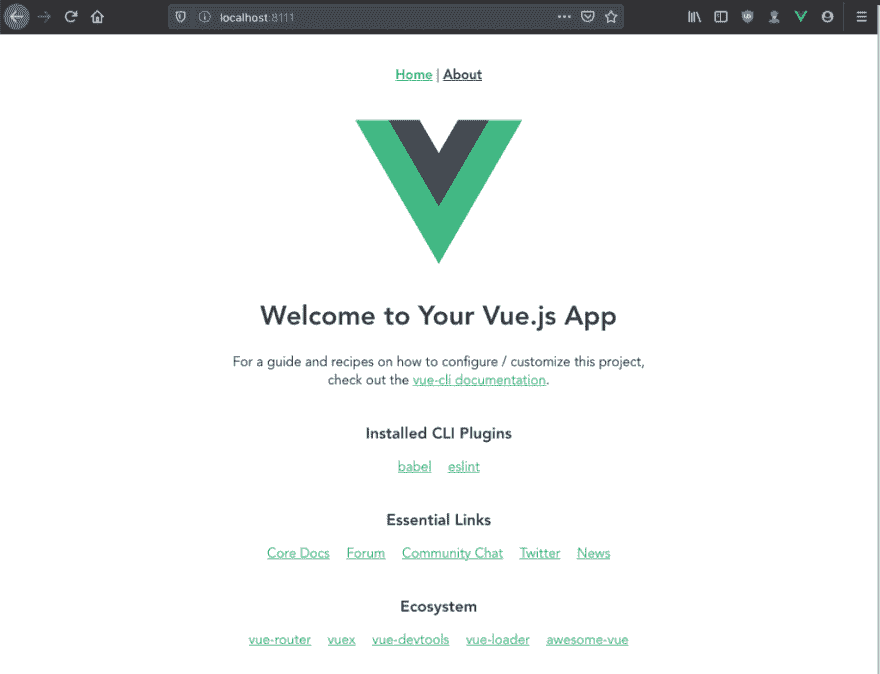 localhost:8111
Home | About
Welcome to Your Vue.js App
For a guide and recipes on how to configure / customize this project,
check out the vue-cli documentation.
Installed CLI Plugins
babel eslint
Essential Links
Core Docs Forum Community Chat Twitter News
Ecosystem
vue-router vuex vue-devtools vue-loader awesome-vue